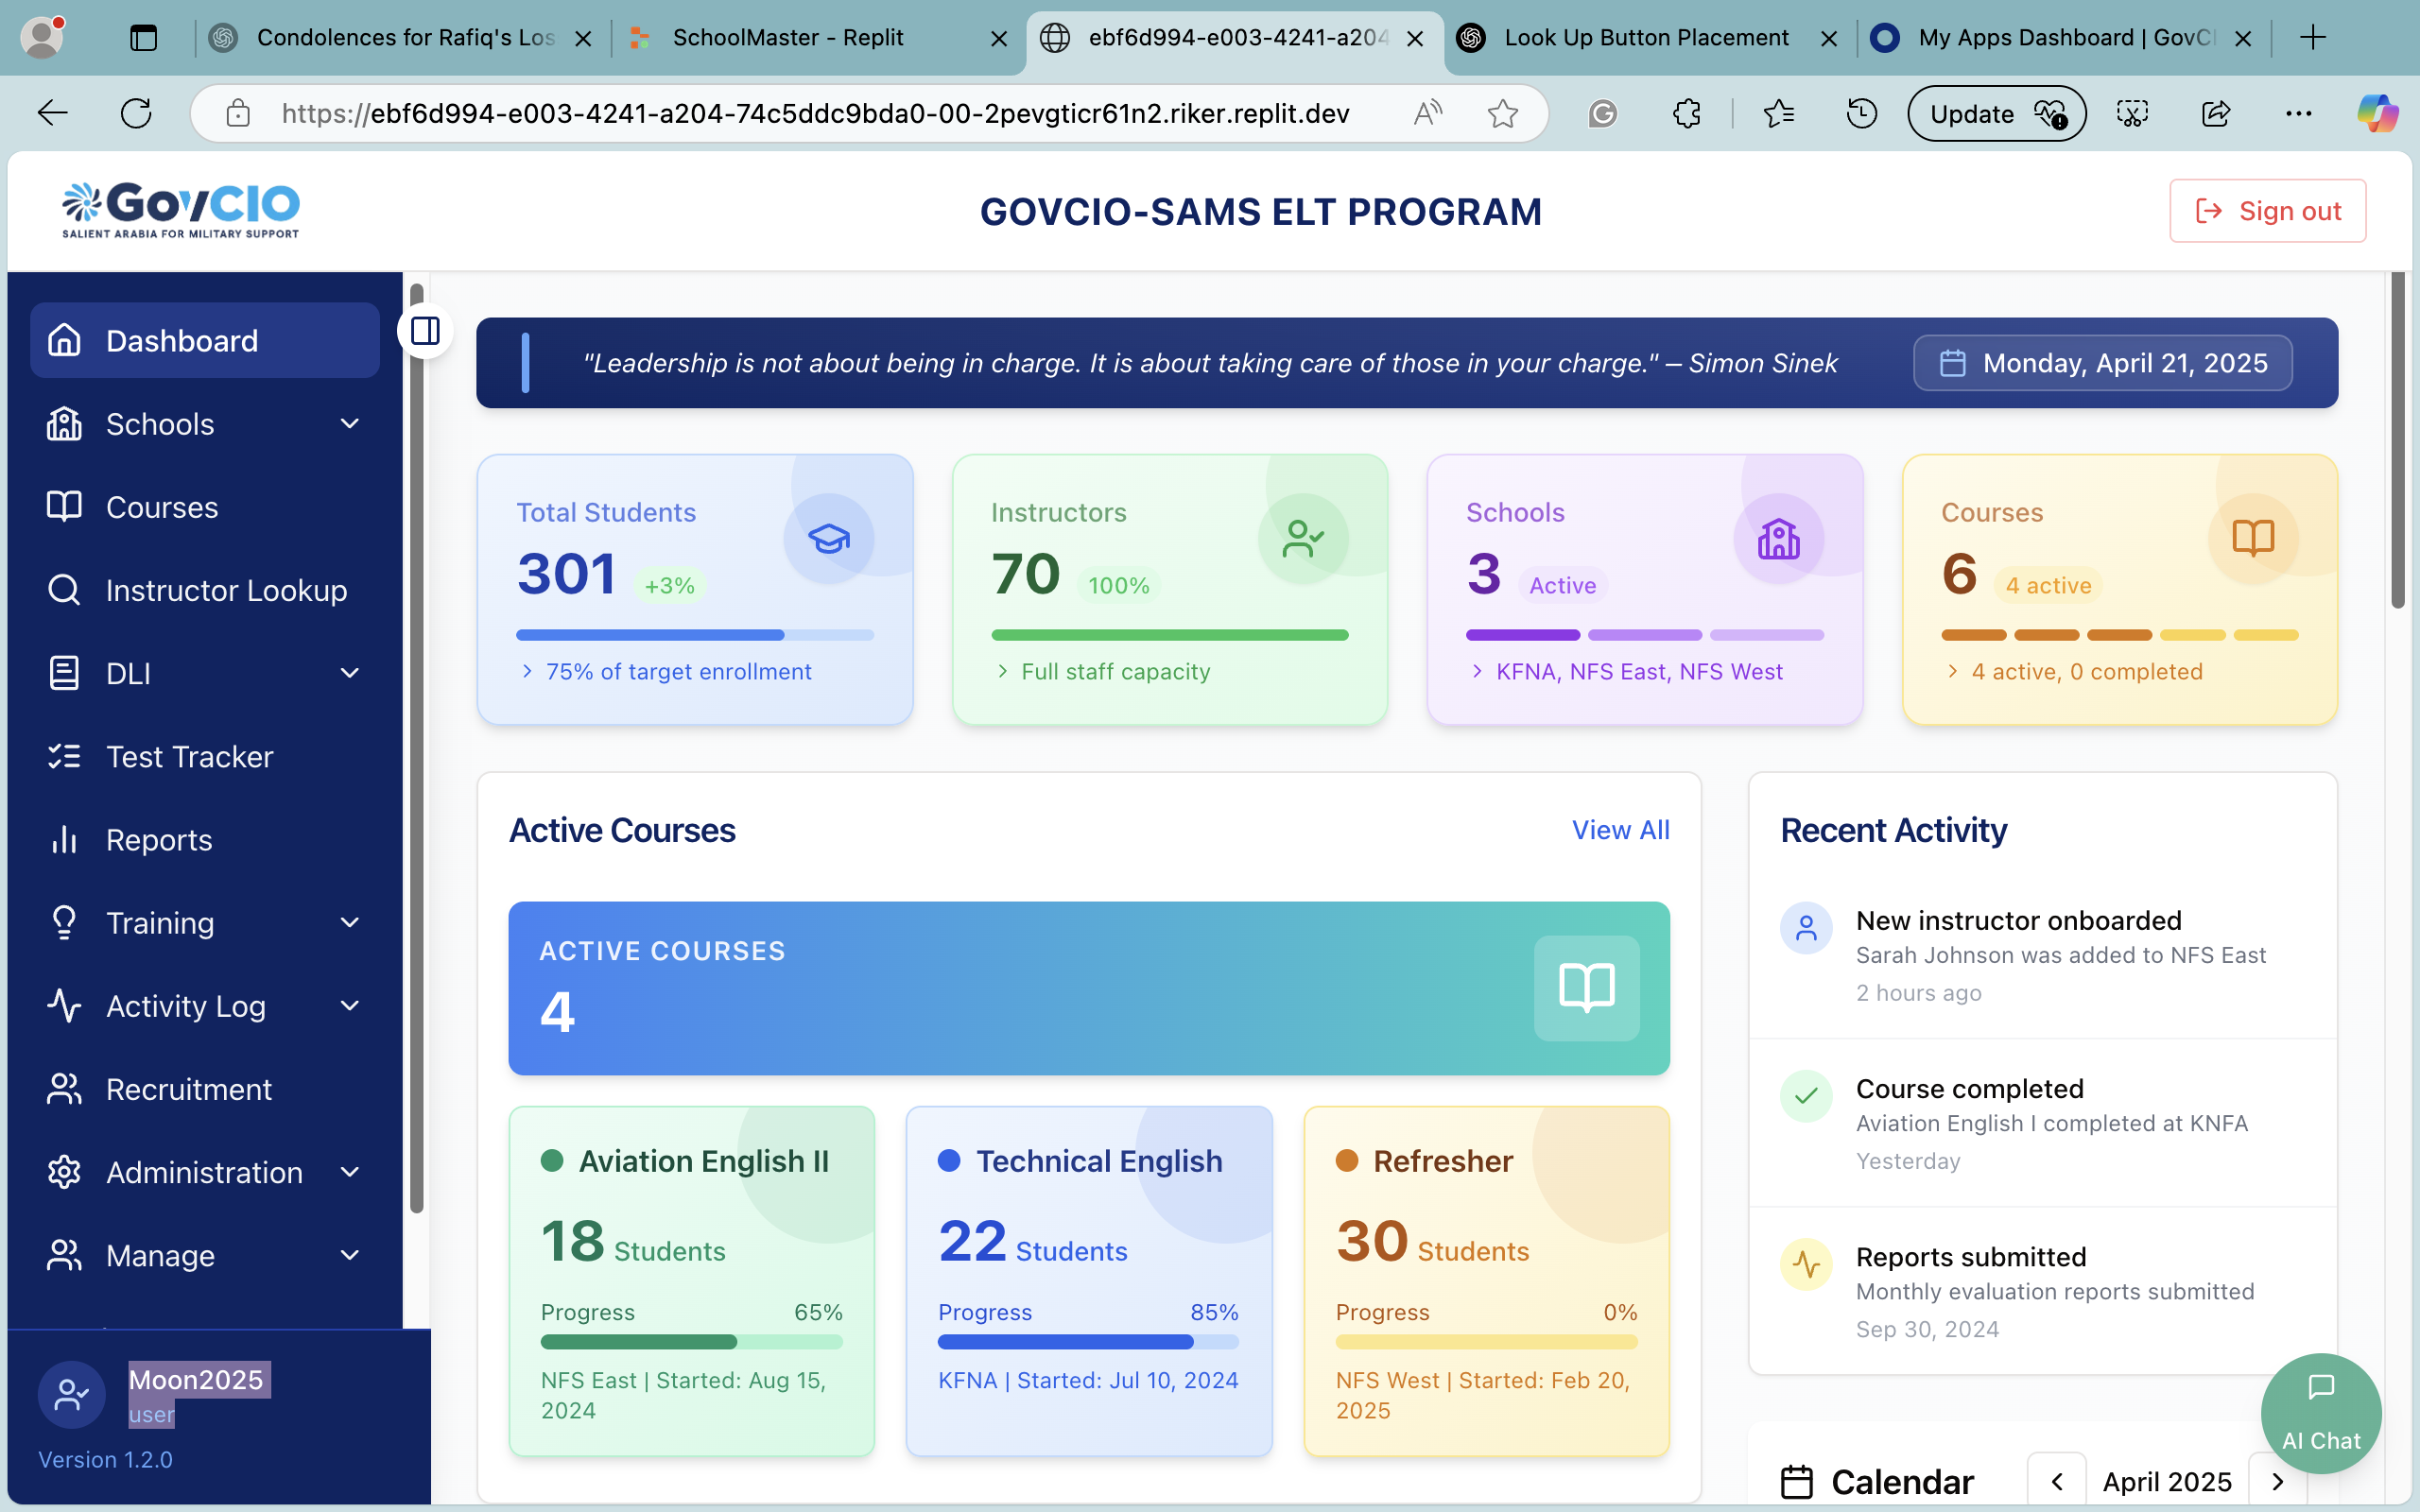 Condolences for Rafiq's Los
SchoolMaster - Replit
ebf6d994-e003-4241-a204
Look Up Button Placement
My Apps Dashboard | GovCI
https://ebf6d994-e003-4241-a204-74c5ddc9bda0-00-2pevgticr61n2.riker.replit.dev
Update
GovCIO
SALIENT ARABIA FOR MILITARY SUPPORT
GOVCIO-SAMS ELT PROGRAM
Sign out
Dashboard
Schools
Courses
Instructor Lookup
DLI
Test Tracker
Reports
Training
Activity Log
Recruitment
Administration
Manage
Moon2025
user
Version 1.2.0
"Leadership is not about being in charge. It is about taking care of those in your charge." — Simon Sinek
Monday, April 21, 2025
Total Students
301 +3%
75% of target enrollment
Instructors
70 100%
Full staff capacity
Schools
3 Active
KFNA, NFS East, NFS West
Courses
6 4 active
4 active, 0 completed
Active Courses
View All
ACTIVE COURSES
4
Aviation English II
18 Students
Progress 65%
NFS East | Started: Aug 15,
2024
Technical English
22 Students
Progress 85%
KFNA | Started: Jul 10, 2024
Refresher
30 Students
Progress 0%
NFS West | Started: Feb 20,
2025
Recent Activity
New instructor onboarded
Sarah Johnson was added to NFS East
2 hours ago
Course completed
Aviation English I completed at KNFA
Yesterday
Reports submitted
Monthly evaluation reports submitted
Sep 30, 2024
AI Chat
Calendar
April 2025